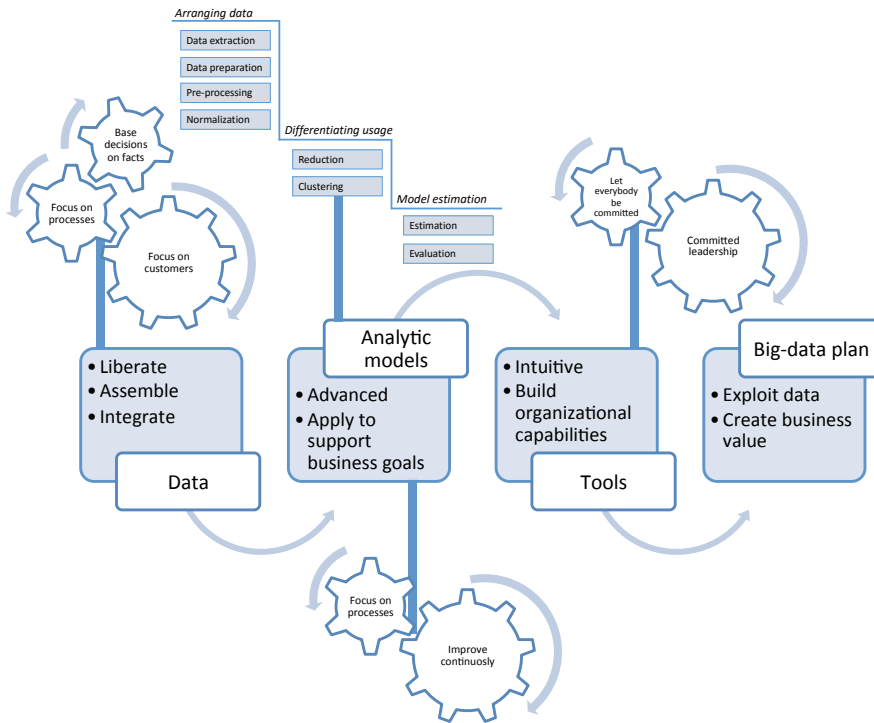 Arranging data
Data extraction
Data preparation
Pre-processing
Normalization
Differentiating usage
Reduction
Clustering
Model estimation
Estimation
Evaluation
Base
decisions
on facts
Focus on
processes
Focus on
customers
Let
everybody
be
committed
Committed
leadership
• Liberate
• Assemble
• Integrate
Data
Analytic
models
• Advanced
• Apply to
support
business goals
• Intuitive
• Build
organizational
capabilities
Tools
Big-data plan
• Exploit data
• Create business
value
Focus on
processes
Improve
continuosly